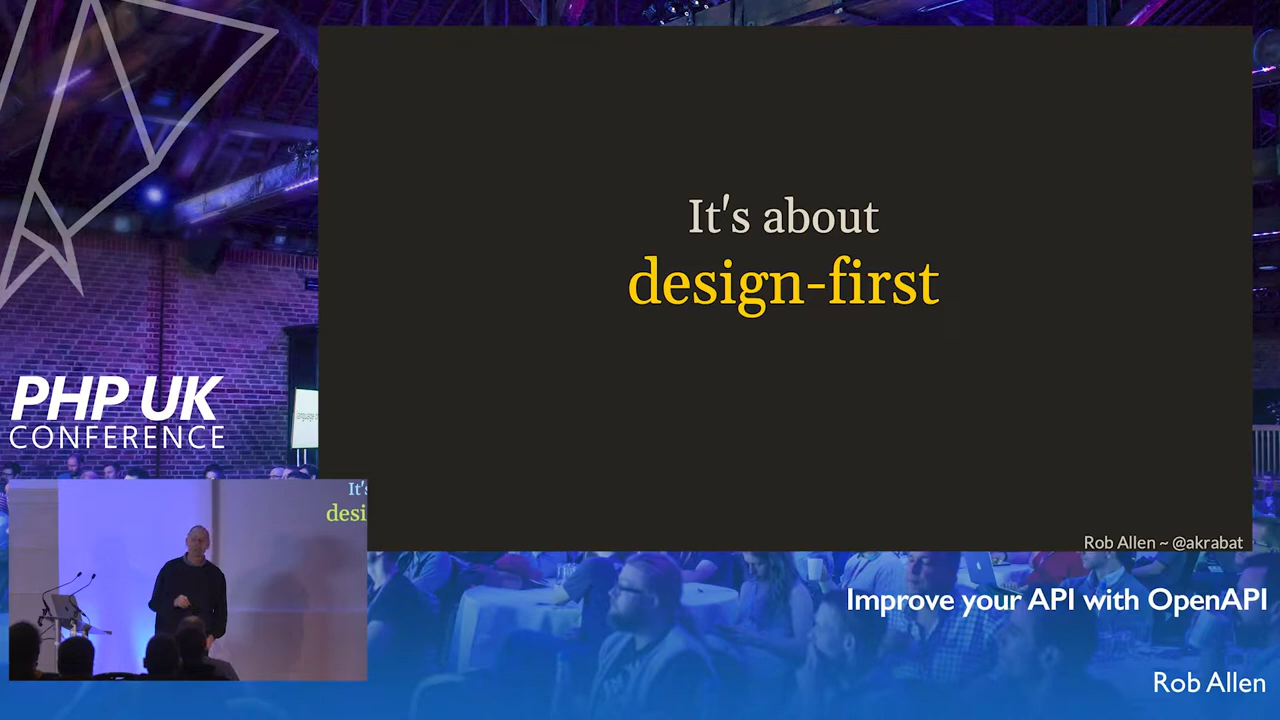 It's about
design-first
Rob Allen ~ @akrabat
PHP UK
CONFERENCE
It's
desi
Improve your API with OpenAPI
Rob Allen